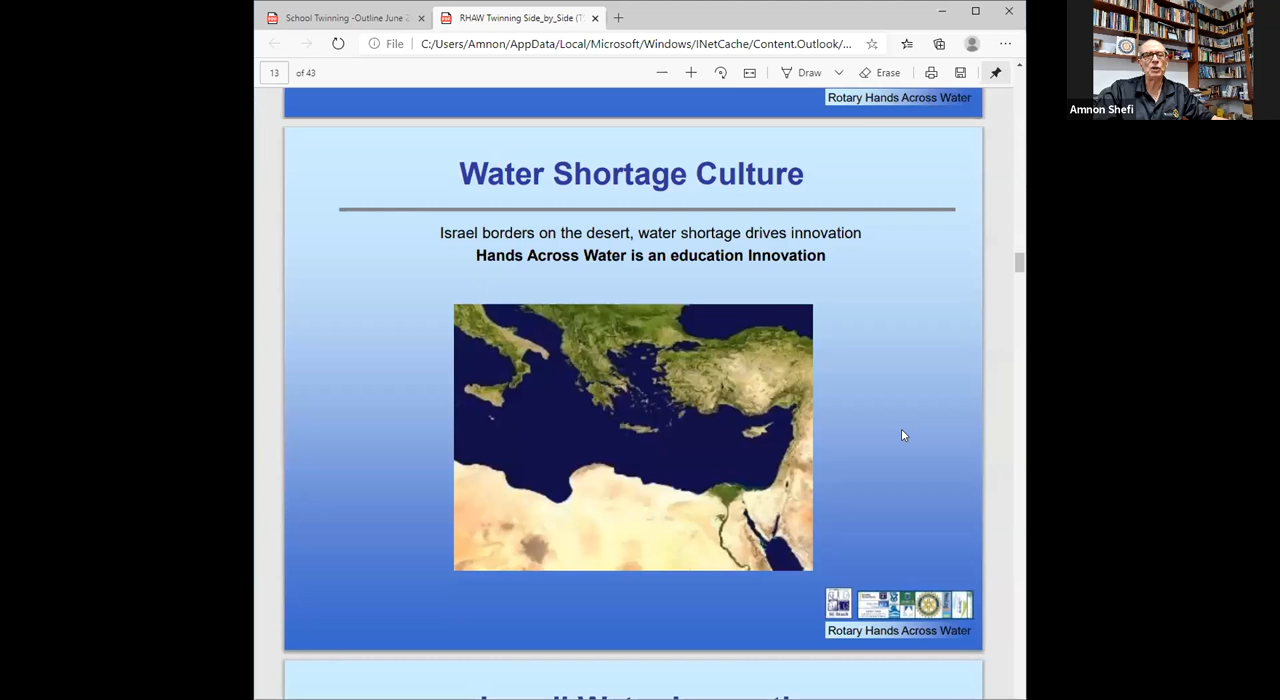 School Twinning -Outline June 2
RHAW Twinning Side_by_Side (T
File
C:/Users/Amnon/AppData/Local/Microsoft/Windows/INetCache/Content.Outlook/...
13 of 43
Draw
Erase
Amnon Shefi
Rotary Hands Across Water
Water Shortage Culture
Israel borders on the desert, water shortage drives innovation
Hands Across Water is an education Innovation
Rotary Hands Across Water